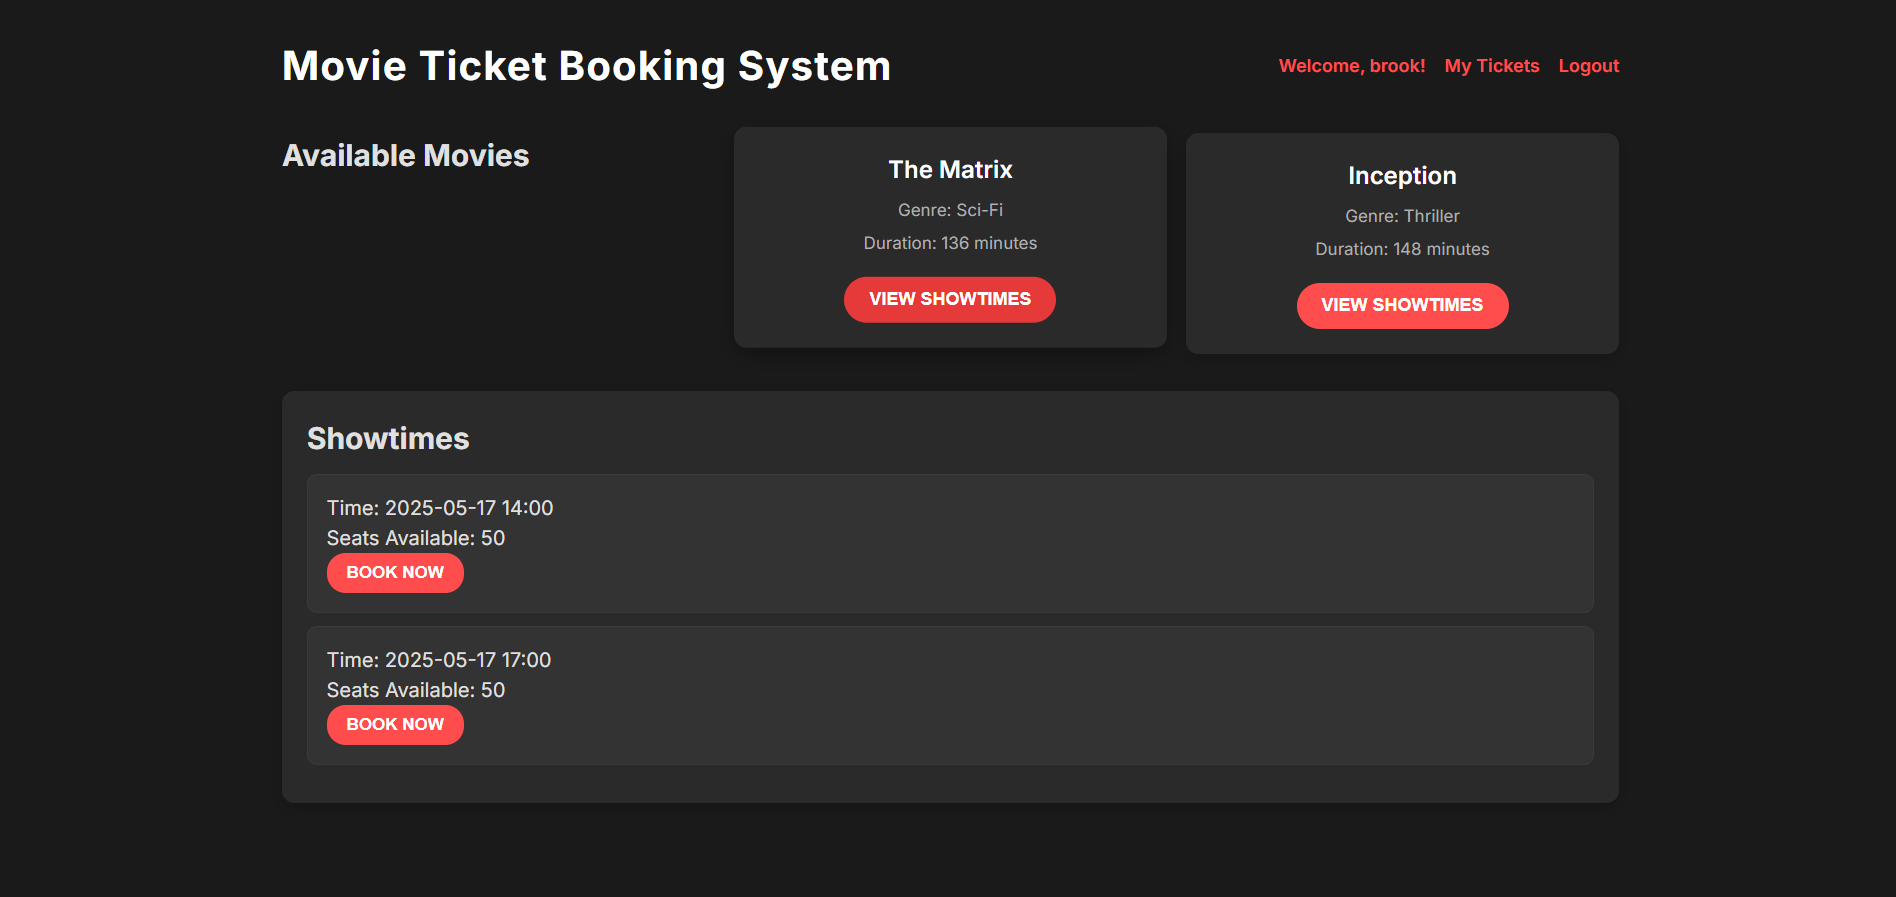 Movie Ticket Booking System
Welcome, brook! My Tickets Logout
Available Movies
The Matrix
Genre: Sci-Fi
Duration: 136 minutes
VIEW SHOWTIMES
Inception
Genre: Thriller
Duration: 148 minutes
VIEW SHOWTIMES
Showtimes
Time: 2025-05-17 14:00
Seats Available: 50
BOOK NOW
Time: 2025-05-17 17:00
Seats Available: 50
BOOK NOW